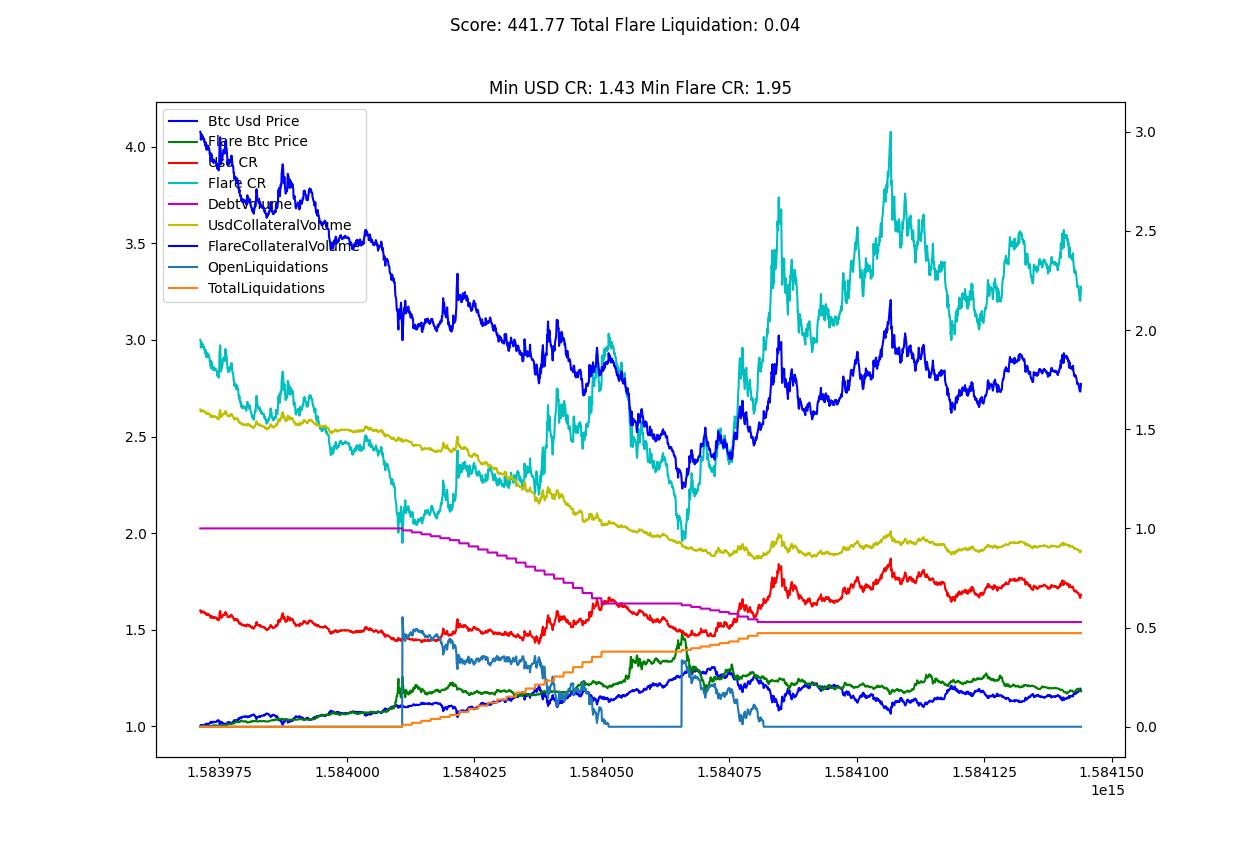 Score: 441.77 Total Flare Liquidation: 0.04
Min USD CR: 1.43 Min Flare CR: 1.95
Btc Usd Price
Flare Btc Price
Usd CR
Flare CR
DebtVolume
UsdCollateralVolume
FlareCollateralVolume
OpenLiquidations
TotalLiquidations
4.0
3.5
3.0
2.5
2.0
1.5
1.0
3.0
2.5
2.0
1.5
1.0
0.5
0.0
1.583975 1.584000 1.584025 1.584050 1.584075 1.584100 1.584125 1.584150
1e15